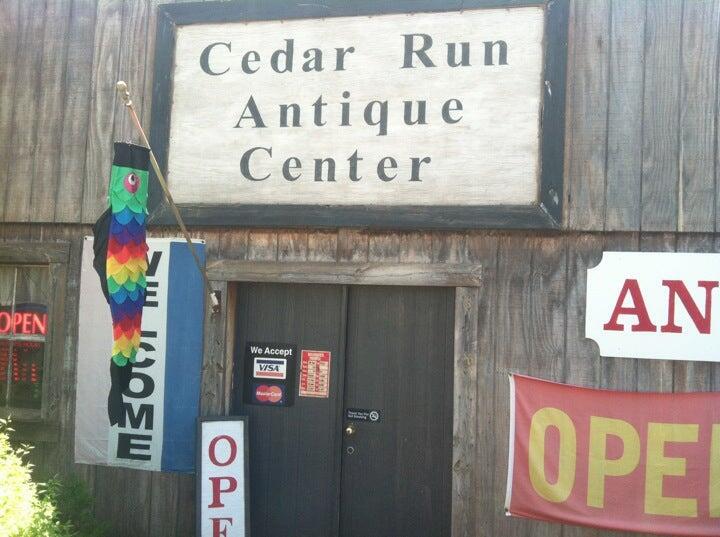 Cedar Run
Antique
Center
AN
OPEN
WELCOME
We Accept
VISA
MasterCard
OPE
OPE